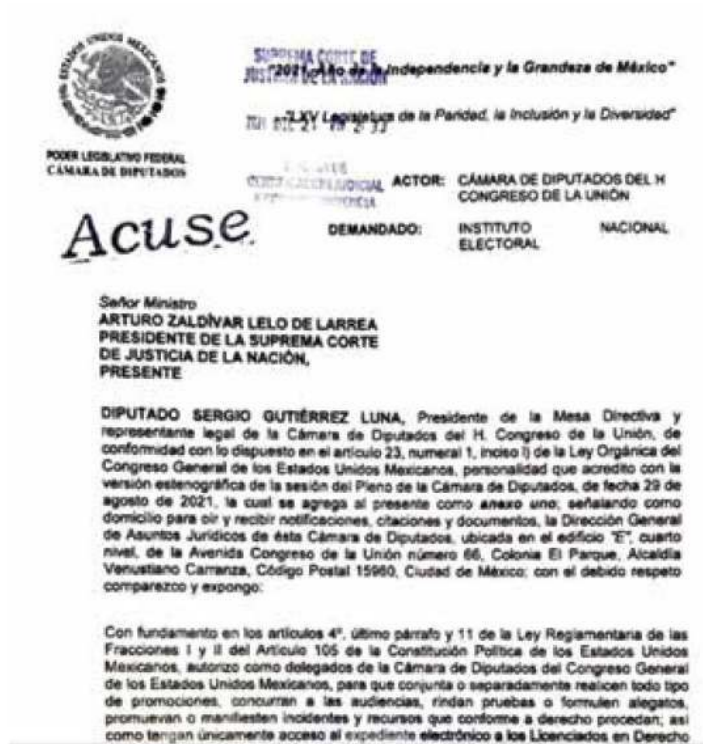 ESTADOS UNIDOS MEXICANOS
SUPREMA CORTE DE
JUSTICIA DE LA NACIÓN
"2021, Año de la Independencia y la Grandeza de México"
"LXV Legislatura de la Paridad, la Inclusión y la Diversidad"
PODER LEGISLATIVO FEDERAL
CÁMARA DE DIPUTADOS
ACTOR: CÁMARA DE DIPUTADOS DEL H
CONGRESO DE LA UNIÓN
Acuse
DEMANDADO: INSTITUTO NACIONAL
ELECTORAL
Señor Ministro
ARTURO ZALDÍVAR LELO DE LARREA
PRESIDENTE DE LA SUPREMA CORTE
DE JUSTICIA DE LA NACIÓN,
PRESENTE
DIPUTADO SERGIO GUTIÉRREZ LUNA, Presidente de la Mesa Directiva y
representante legal de la Cámara de Diputados del H. Congreso de la Unión, de
conformidad con lo dispuesto en el artículo 23, numeral 1, inciso l) de la Ley Orgánica del
Congreso General de los Estados Unidos Mexicanos, personalidad que acredito con la
versión estenográfica de la sesión del Pleno de la Cámara de Diputados, de fecha 29 de
agosto de 2021, la cual se agrega al presente como anexo uno; señalando como
domicilio para oír y recibir notificaciones, citaciones y documentos, la Dirección General
de Asuntos Jurídicos de ésta Cámara de Diputados, ubicada en el edificio "E", cuarto
nivel, de la Avenida Congreso de la Unión número 66, Colonia El Parque, Alcaldía
Venustiano Carranza, Código Postal 15960, Ciudad de México; con el debido respeto
comparezco y expongo:
Con fundamento en los artículos 4º, último párrafo y 11 de la Ley Reglamentaria de las
Fracciones I y II del Artículo 105 de la Constitución Política de los Estados Unidos
Mexicanos, autorizo como delegados de la Cámara de Diputados del Congreso General
de los Estados Unidos Mexicanos, para que conjunta o separadamente realicen todo tipo
de promociones, concurran a las audiencias, rindan pruebas o formulen alegatos,
promuevan o manifiesten incidentes y recursos que conforme a derecho procedan; así
como tengan únicamente acceso al expediente electrónico a los Licenciados en Derecho